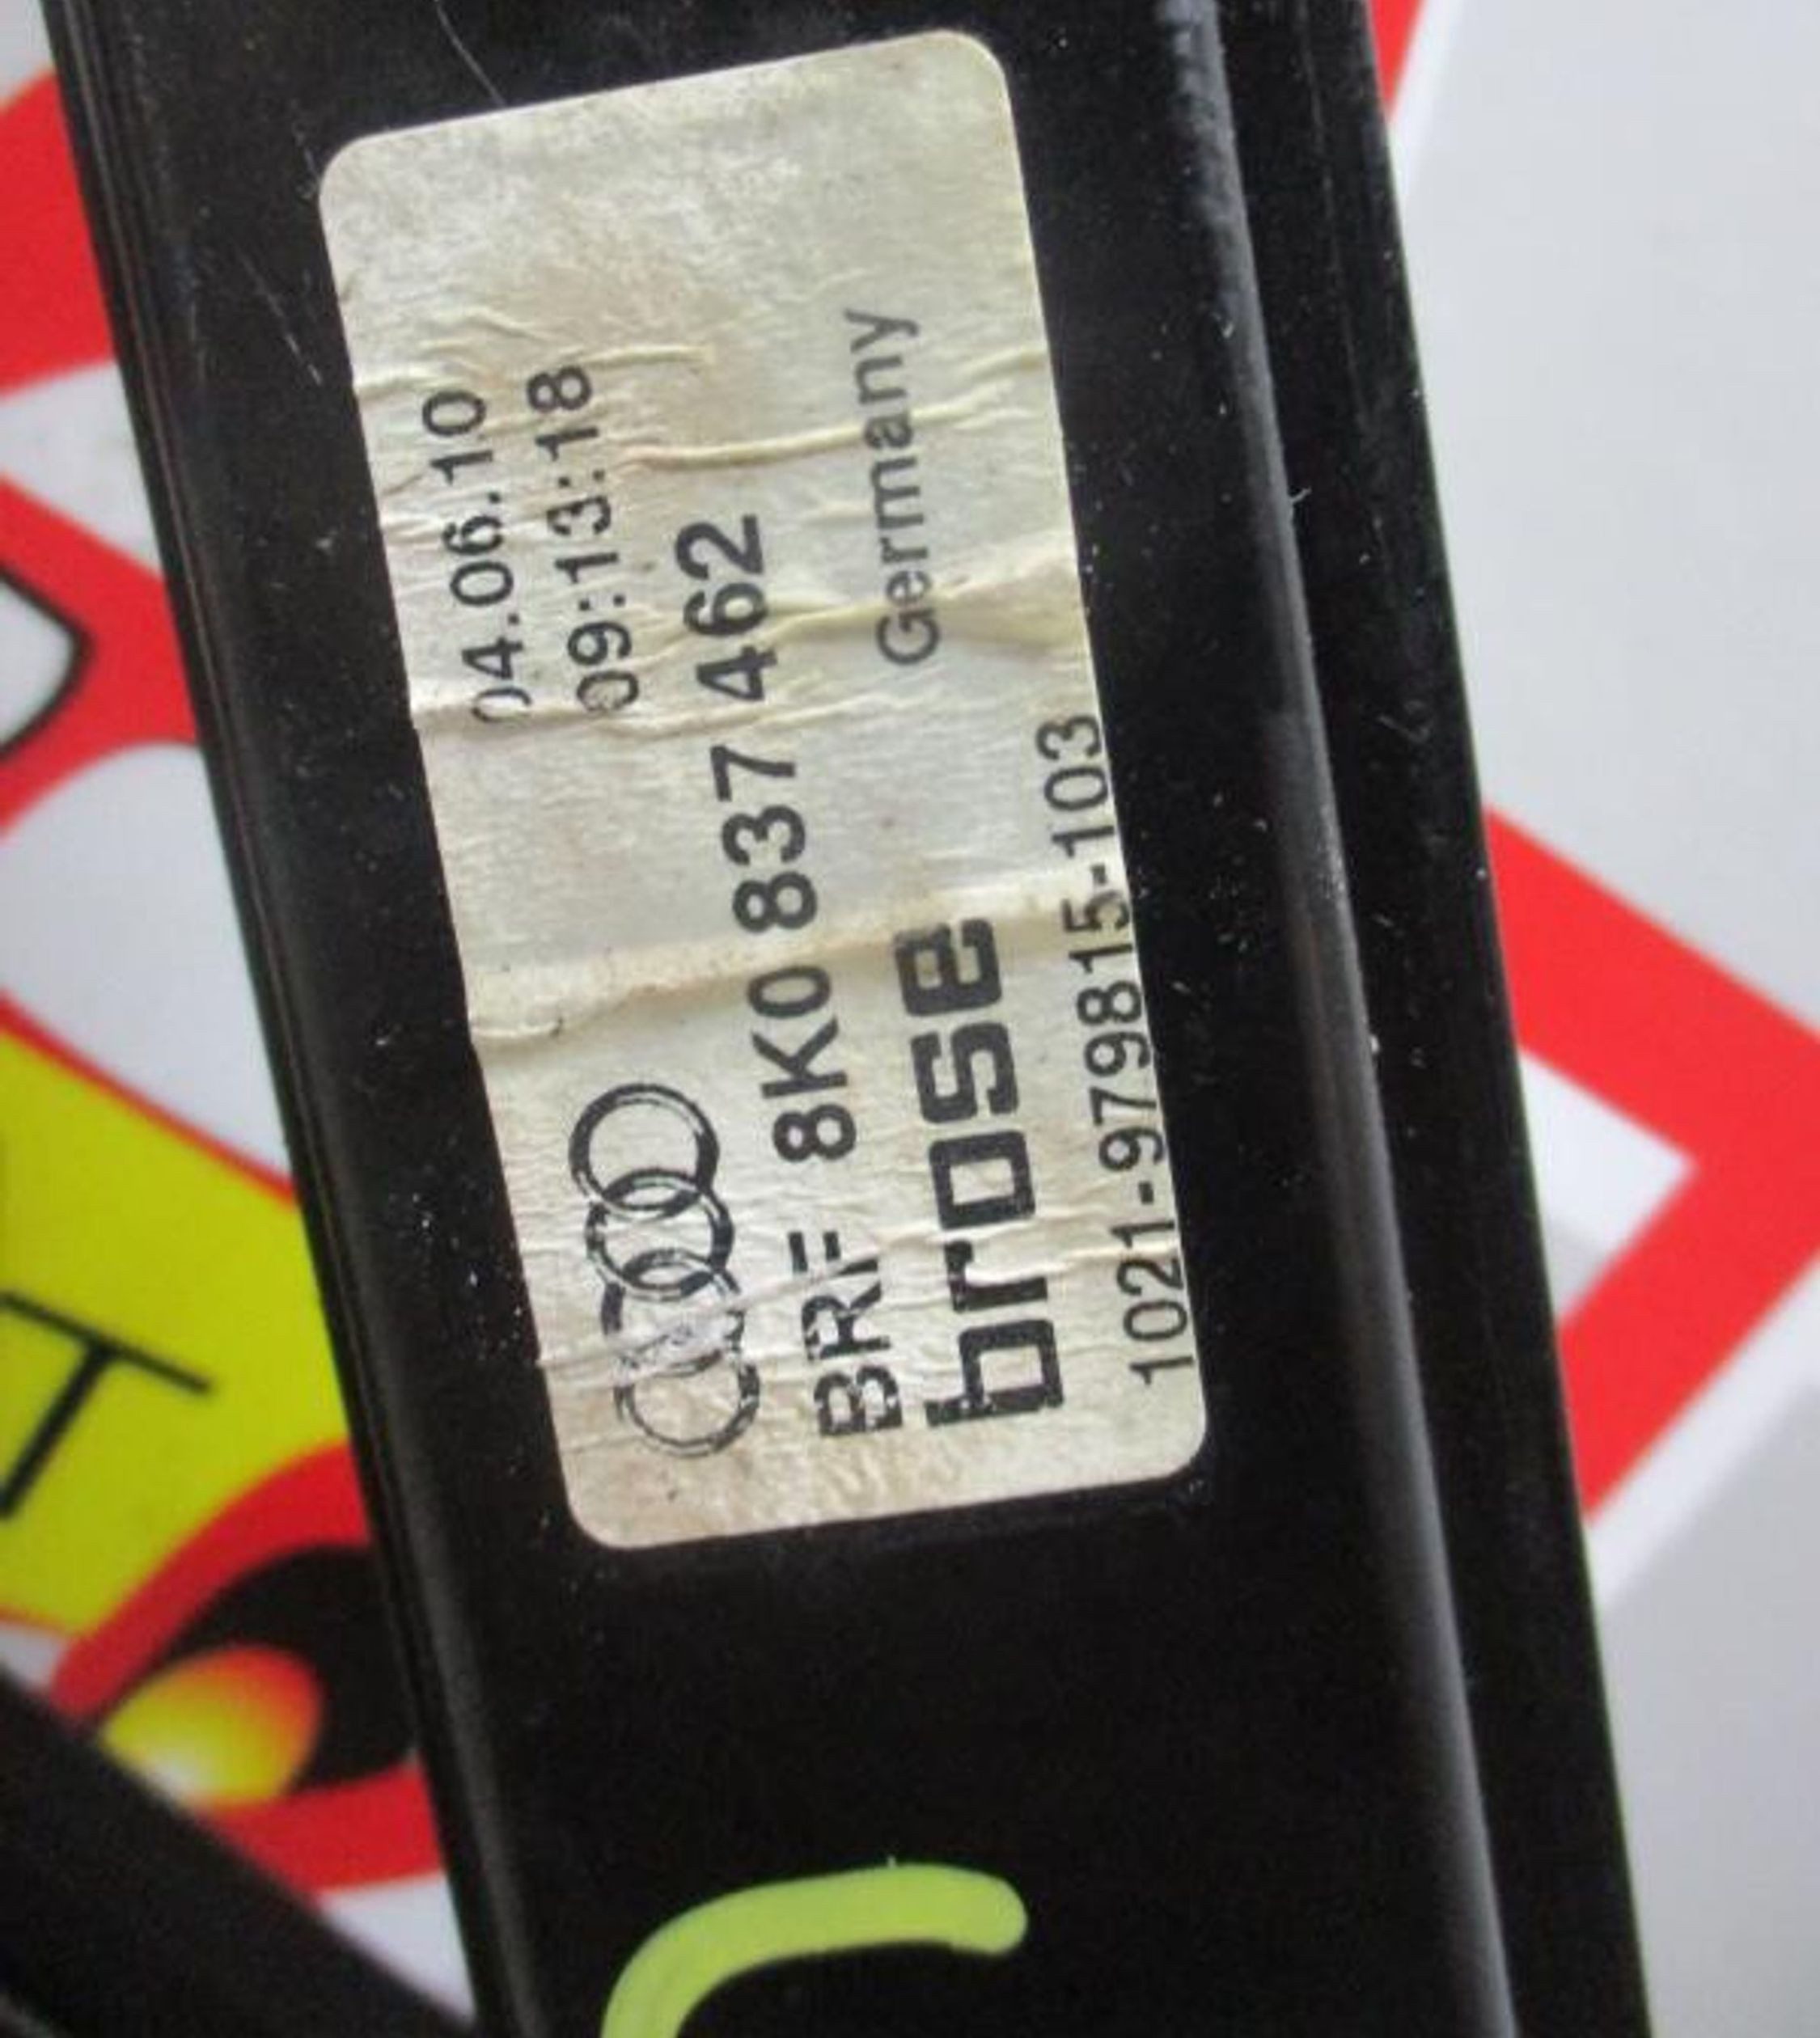 04.06.10
09:13:18
BRF 8K0 837 462
brose Germany
1021-979815-103
T